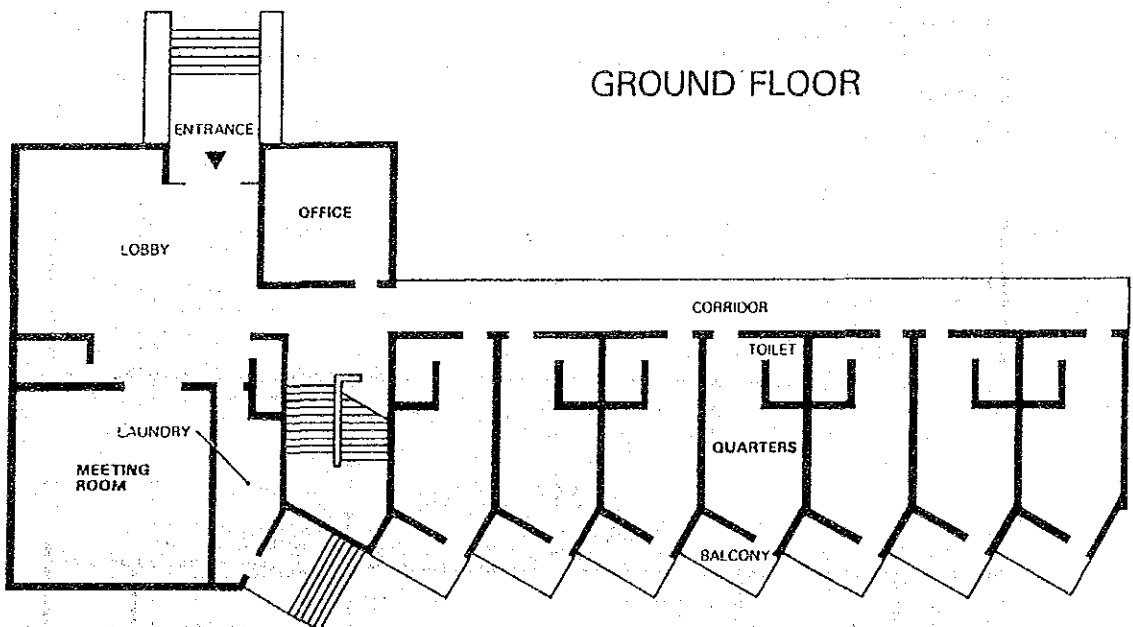 GROUND FLOOR
ENTRANCE
OFFICE
LOBBY
CORRIDOR
TOILET
LAUNDRY
QUARTERS
MEETING
ROOM
BALCONY